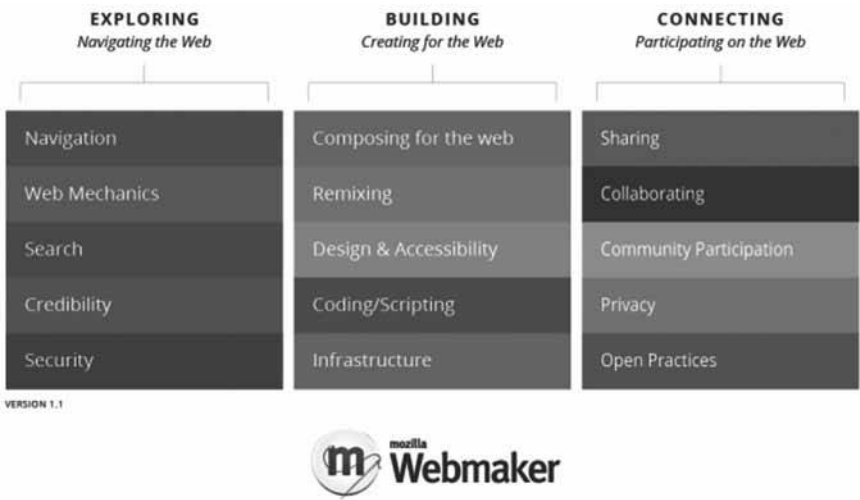 EXPLORING
Navigating the Web
Navigation
Web Mechanics
Search
Credibility
Security
BUILDING
Creating for the Web
Composing for the web
Remixing
Design & Accessibility
Coding/Scripting
Infrastructure
CONNECTING
Participating on the Web
Sharing
Collaborating
Community Participation
Privacy
Open Practices
VERSION 1.1
m
mozilla
Webmaker